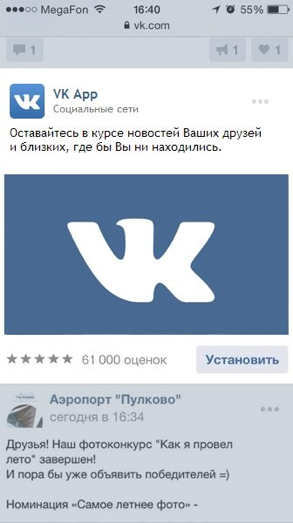 MegaFon 16:40 55%
vk.com
1 1 1
VK App
Социальные сети
Оставайтесь в курсе новостей Ваших друзей
и близких, где бы Вы ни находились.
61 000 оценок Установить
Аэропорт "Пулково"
сегодня в 16:34
Друзья! Наш фотоконкурс "Как я провел
лето" завершен!
И пора бы уже объявить победителей =)
Номинация «Самое летнее фото» -